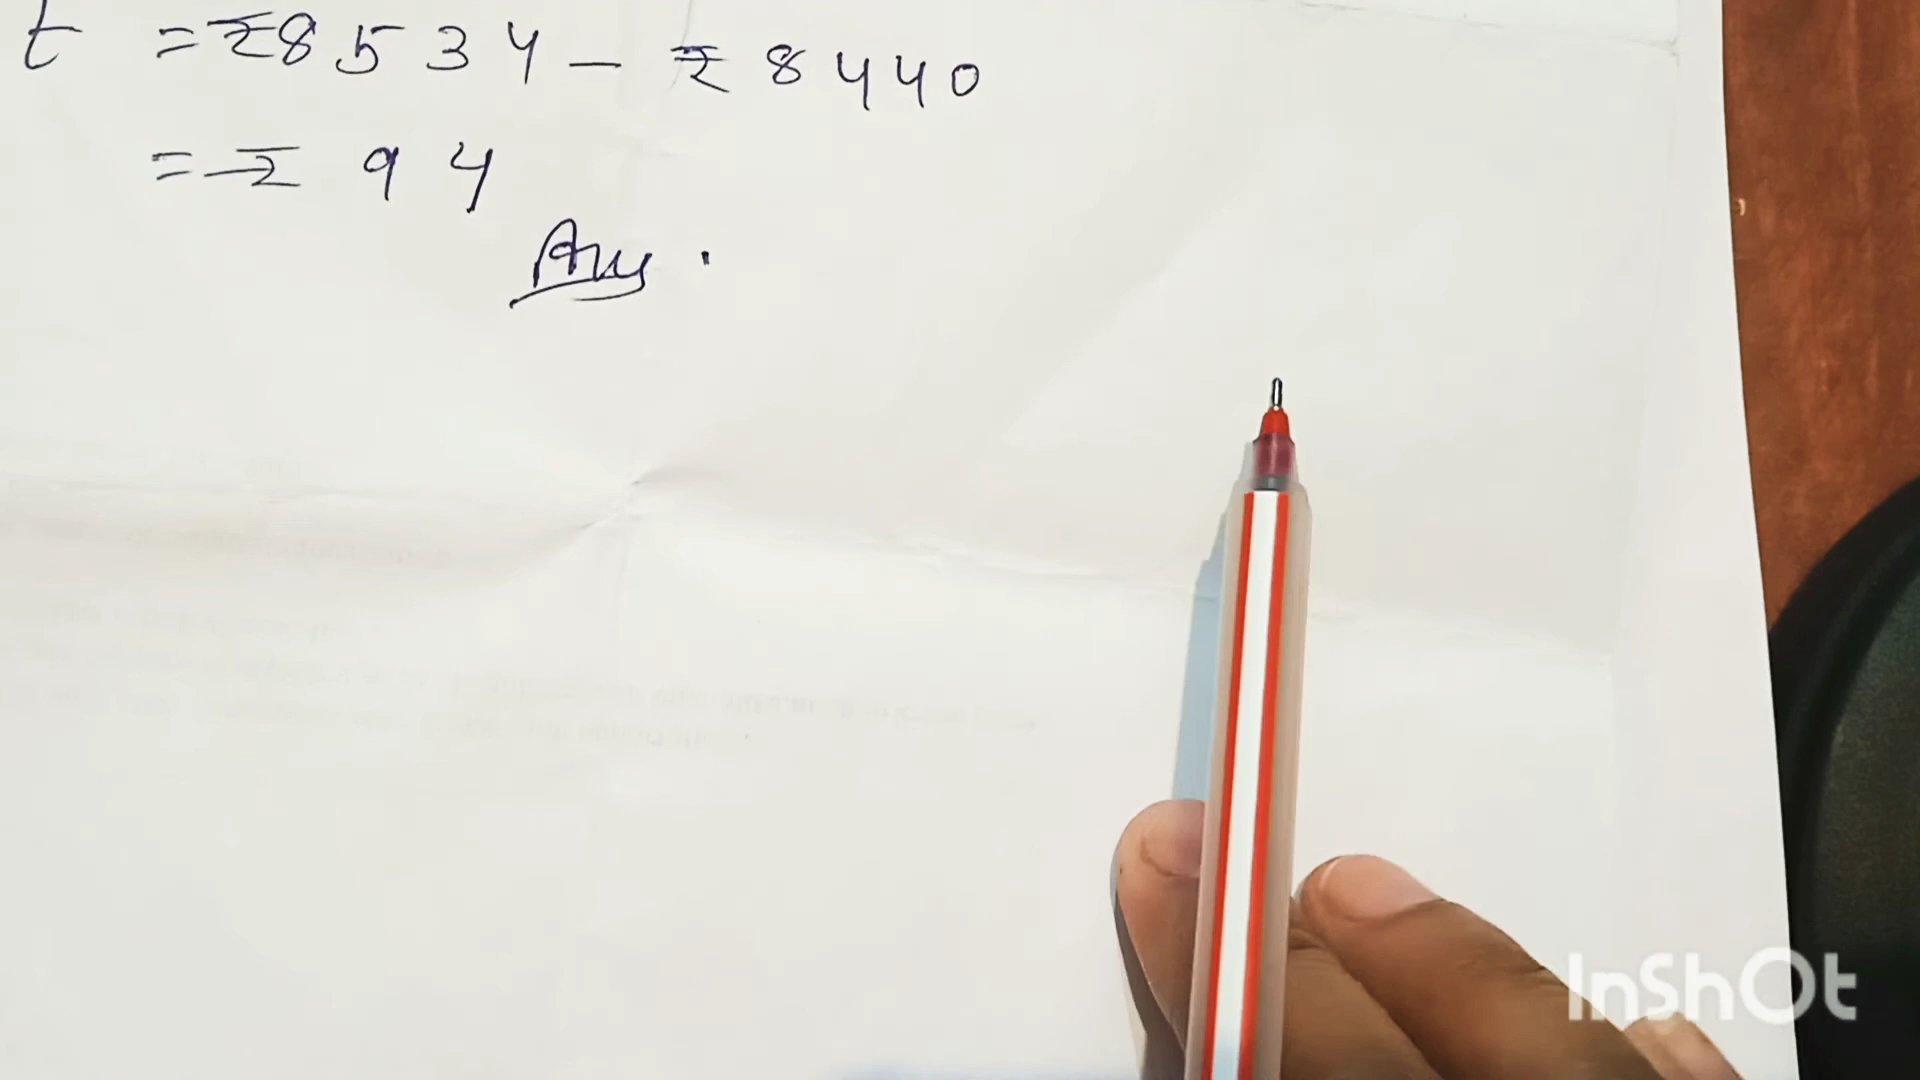 t = ₹8534 - ₹8440
= ₹94
Ans.
InShOt